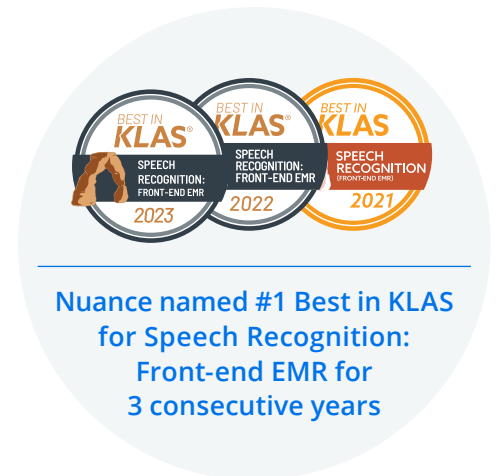 BEST IN
KLAS®
SPEECH
RECOGNITION:
FRONT-END EMR
2023
BEST IN
KLAS®
SPEECH
RECOGNITION:
FRONT-END EMR
2022
BEST IN
KLAS
SPEECH
RECOGNITION
(FRONT-END EMR)
2021
Nuance named #1 Best in KLAS
for Speech Recognition:
Front-end EMR for
3 consecutive years